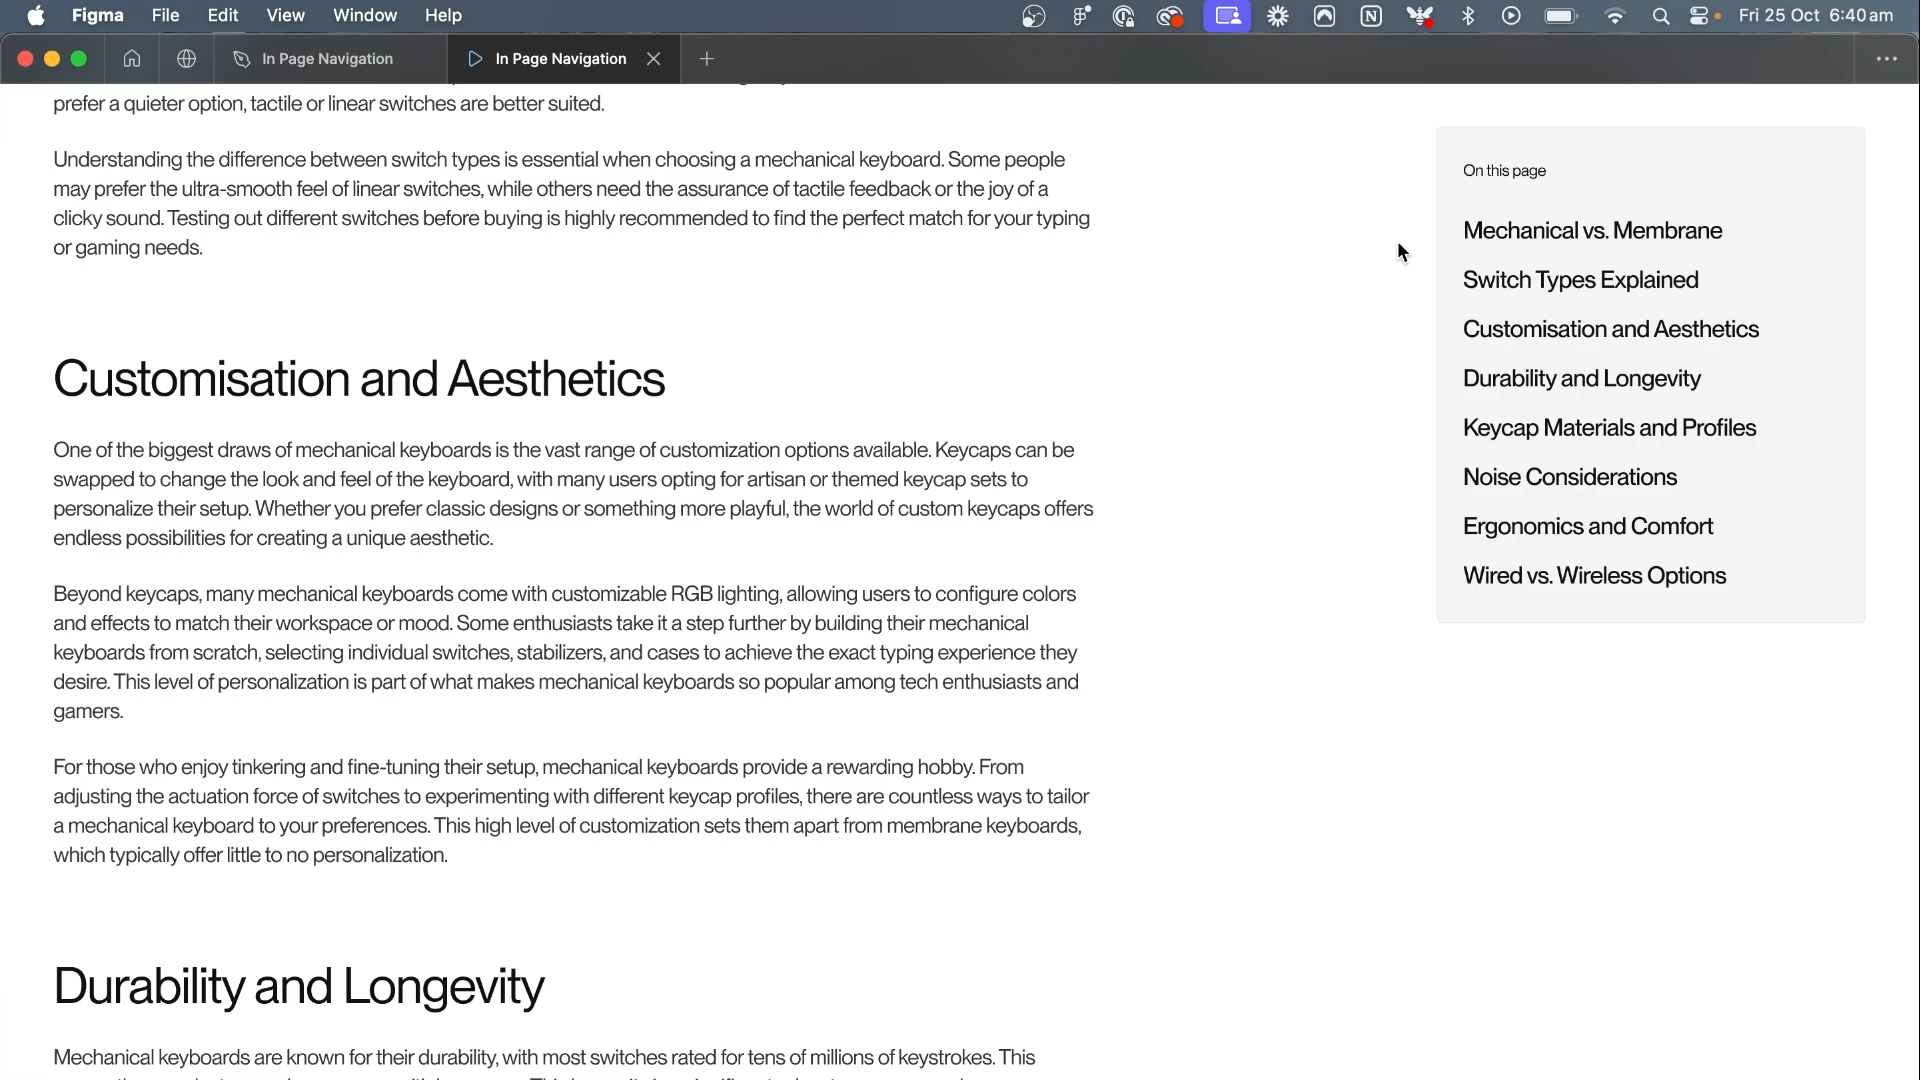 Figma File Edit View Window Help Fri 25 Oct 6:40 am
In Page Navigation In Page Navigation
prefer a quieter option, tactile or linear switches are better suited.
Understanding the difference between switch types is essential when choosing a mechanical keyboard. Some people
may prefer the ultra-smooth feel of linear switches, while others need the assurance of tactile feedback or the joy of a
clicky sound. Testing out different switches before buying is highly recommended to find the perfect match for your typing
or gaming needs.
Customisation and Aesthetics
One of the biggest draws of mechanical keyboards is the vast range of customization options available. Keycaps can be
swapped to change the look and feel of the keyboard, with many users opting for artisan or themed keycap sets to
personalize their setup. Whether you prefer classic designs or something more playful, the world of custom keycaps offers
endless possibilities for creating a unique aesthetic.
Beyond keycaps, many mechanical keyboards come with customizable RGB lighting, allowing users to configure colors
and effects to match their workspace or mood. Some enthusiasts take it a step further by building their mechanical
keyboards from scratch, selecting individual switches, stabilizers, and cases to achieve the exact typing experience they
desire. This level of personalization is part of what makes mechanical keyboards so popular among tech enthusiasts and
gamers.
For those who enjoy tinkering and fine-tuning their setup, mechanical keyboards provide a rewarding hobby. From
adjusting the actuation force of switches to experimenting with different keycap profiles, there are countless ways to tailor
a mechanical keyboard to your preferences. This high level of customization sets them apart from membrane keyboards,
which typically offer little to no personalization.
Durability and Longevity
Mechanical keyboards are known for their durability, with most switches rated for tens of millions of keystrokes. This
On this page
Mechanical vs. Membrane
Switch Types Explained
Customisation and Aesthetics
Durability and Longevity
Keycap Materials and Profiles
Noise Considerations
Ergonomics and Comfort
Wired vs. Wireless Options